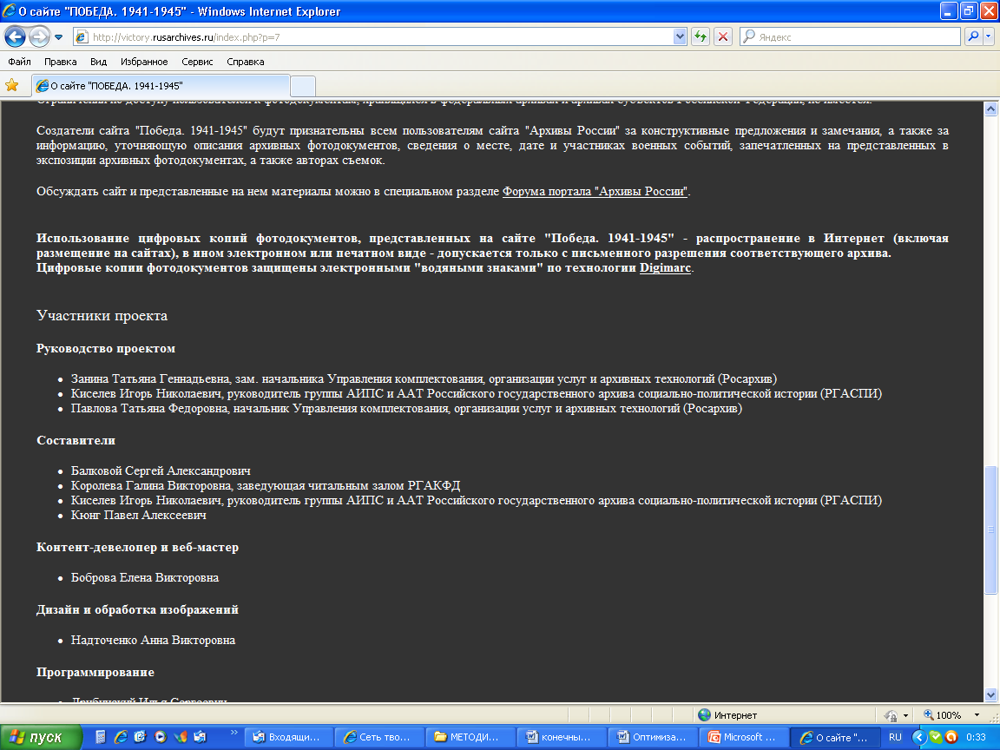 О сайте "ПОБЕДА. 1941-1945" - Windows Internet Explorer
http://victory.rusarchives.ru/index.php?p=7
Яндекс
Файл Правка Вид Избранное Сервис Справка
О сайте "ПОБЕДА. 1941-1945"
Создатели сайта "Победа. 1941-1945" будут признательны всем пользователям сайта "Архивы России" за конструктивные предложения и замечания, а также за
информацию, уточняющую описания архивных фотодокументов, сведения о месте, дате и участниках военных событий, запечатленных на представленных в
экспозиции архивных фотодокументах, а также авторах съемок.
Обсуждать сайт и представленные на нем материалы можно в специальном разделе Форума портала "Архивы России".
Использование цифровых копий фотодокументов, представленных на сайте "Победа. 1941-1945" - распространение в Интернет (включая
размещение на сайтах), в ином электронном или печатном виде - допускается только с письменного разрешения соответствующего архива.
Цифровые копии фотодокументов защищены электронными "водяными знаками" по технологии Digimarc.
Участники проекта
Руководство проектом
Занина Татьяна Геннадьевна, зам. начальника Управления комплектования, организации услуг и архивных технологий (Росархив)
Киселев Игорь Николаевич, руководитель группы АИПС и ААТ Российского государственного архива социально-политической истории (РГАСПИ)
Павлова Татьяна Федоровна, начальник Управления комплектования, организации услуг и архивных технологий (Росархив)
Составители
Балковой Сергей Александрович
Королева Галина Викторовна, заведующая читальным залом РГАКФД
Киселев Игорь Николаевич, руководитель группы АИПС и ААТ Российского государственного архива социально-политической истории (РГАСПИ)
Кюнг Павел Алексеевич
Контент-девелопер и веб-мастер
Боброва Елена Викторовна
Дизайн и обработка изображений
Надточенко Анна Викторовна
Программирование
Интернет
100%
пуск
Входящи...
Сеть тво...
МЕТОДИ...
конечны...
Оптимиза...
Microsoft ...
О сайте "...
RU
0:33